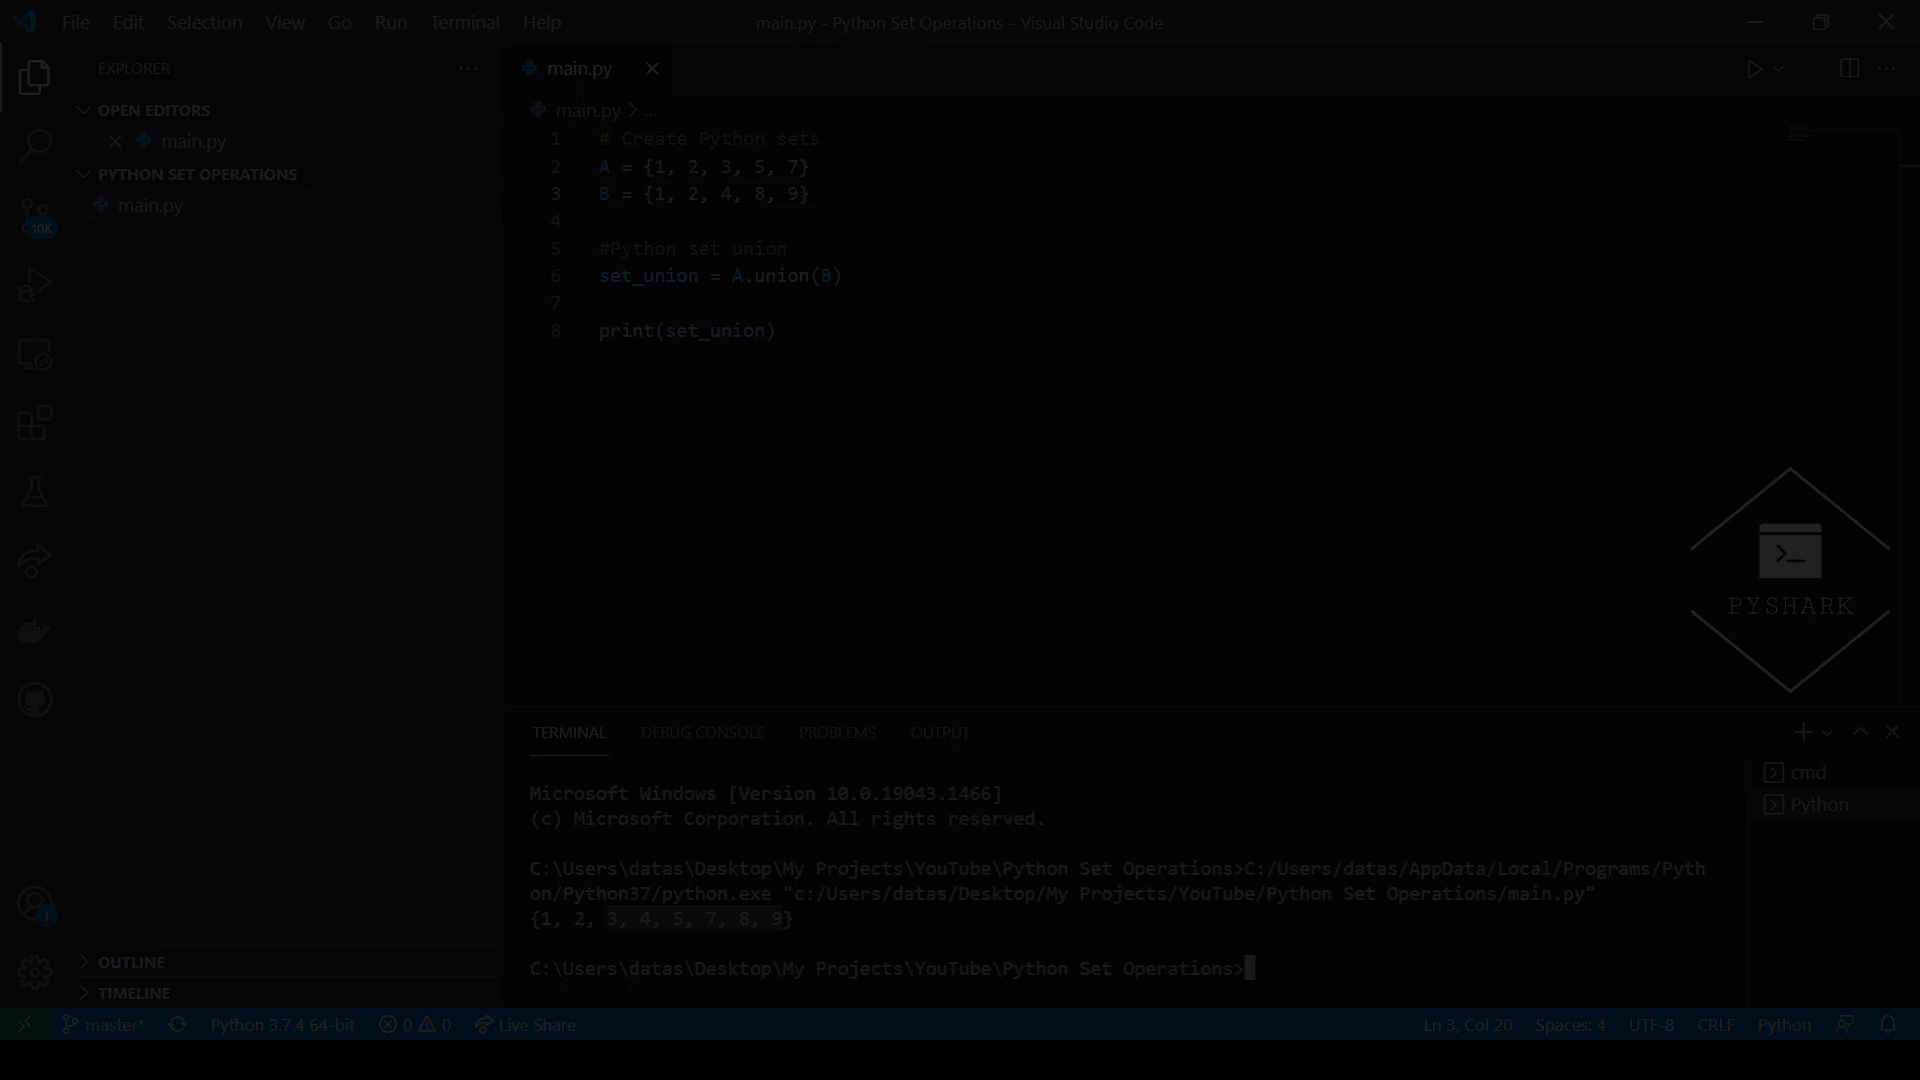 File Edit Selection View Go Run Terminal Help
main.py - Python Set Operations - Visual Studio Code
EXPLORER
OPEN EDITORS
main.py
PYTHON SET OPERATIONS
main.py
10K
1
OUTLINE
TIMELINE
main.py
main.py > ...
1 # Create Python sets
2 A = {1, 2, 3, 5, 7}
3 B = {1, 2, 4, 8, 9}
4
5 #Python set union
6 set_union = A.union(B)
7
8 print(set_union)
PYSHARK
TERMINAL DEBUG CONSOLE PROBLEMS OUTPUT
cmd
Python
Microsoft Windows [Version 10.0.19043.1466]
(c) Microsoft Corporation. All rights reserved.
C:\Users\datas\Desktop\My Projects\YouTube\Python Set Operations>C:/Users/datas/AppData/Local/Programs/Pyth
on/Python37/python.exe "c:/Users/datas/Desktop/My Projects/YouTube/Python Set Operations/main.py"
{1, 2, 3, 4, 5, 7, 8, 9}
C:\Users\datas\Desktop\My Projects\YouTube\Python Set Operations>
master* Python 3.7.4 64-bit 0 0 Live Share Ln 3, Col 20 Spaces: 4 UTF-8 CRLF Python